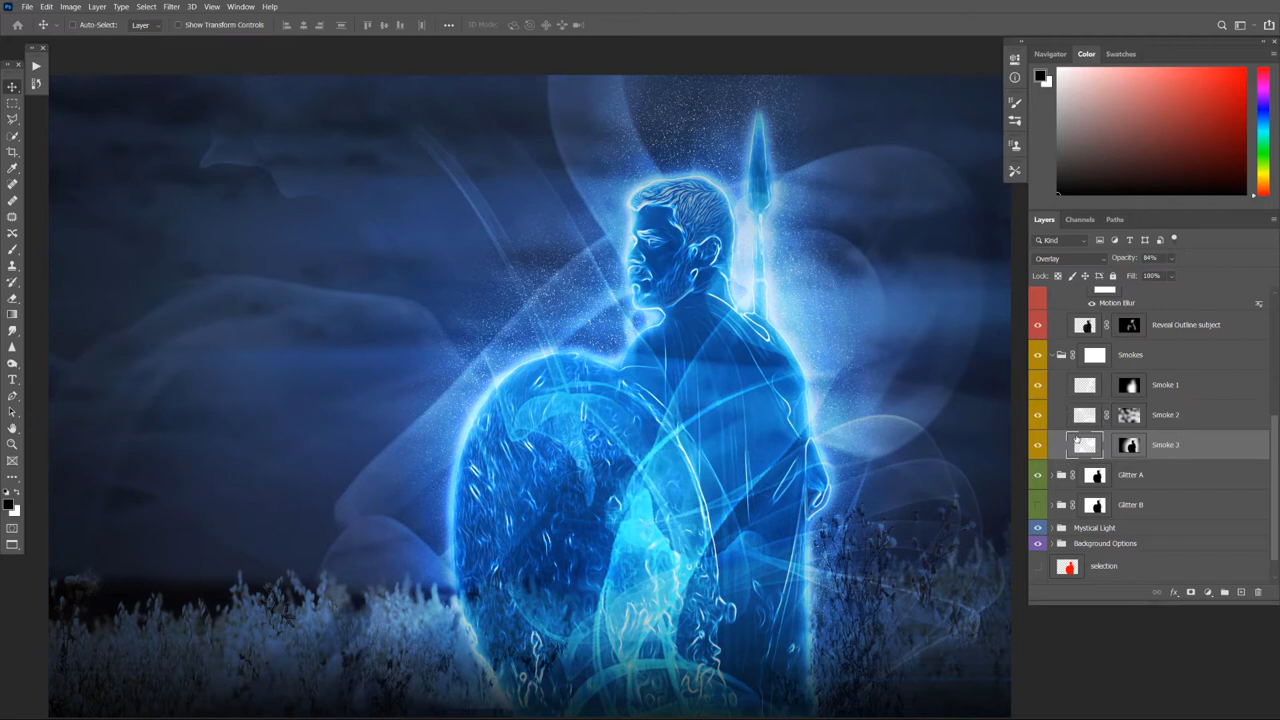 Ps File Edit Image Layer Type Select Filter 3D View Window Help
Auto-Select: Layer Show Transform Controls 3D Mode:
Navigator Color Swatches
Layers Channels Paths
Kind
Overlay Opacity: 84%
Lock: Fill: 100%
Motion Blur
Reveal Outline subject
Smokes
Smoke 1
Smoke 2
Smoke 3
Glitter A
Glitter B
Mystical Light
Background Options
selection
fx